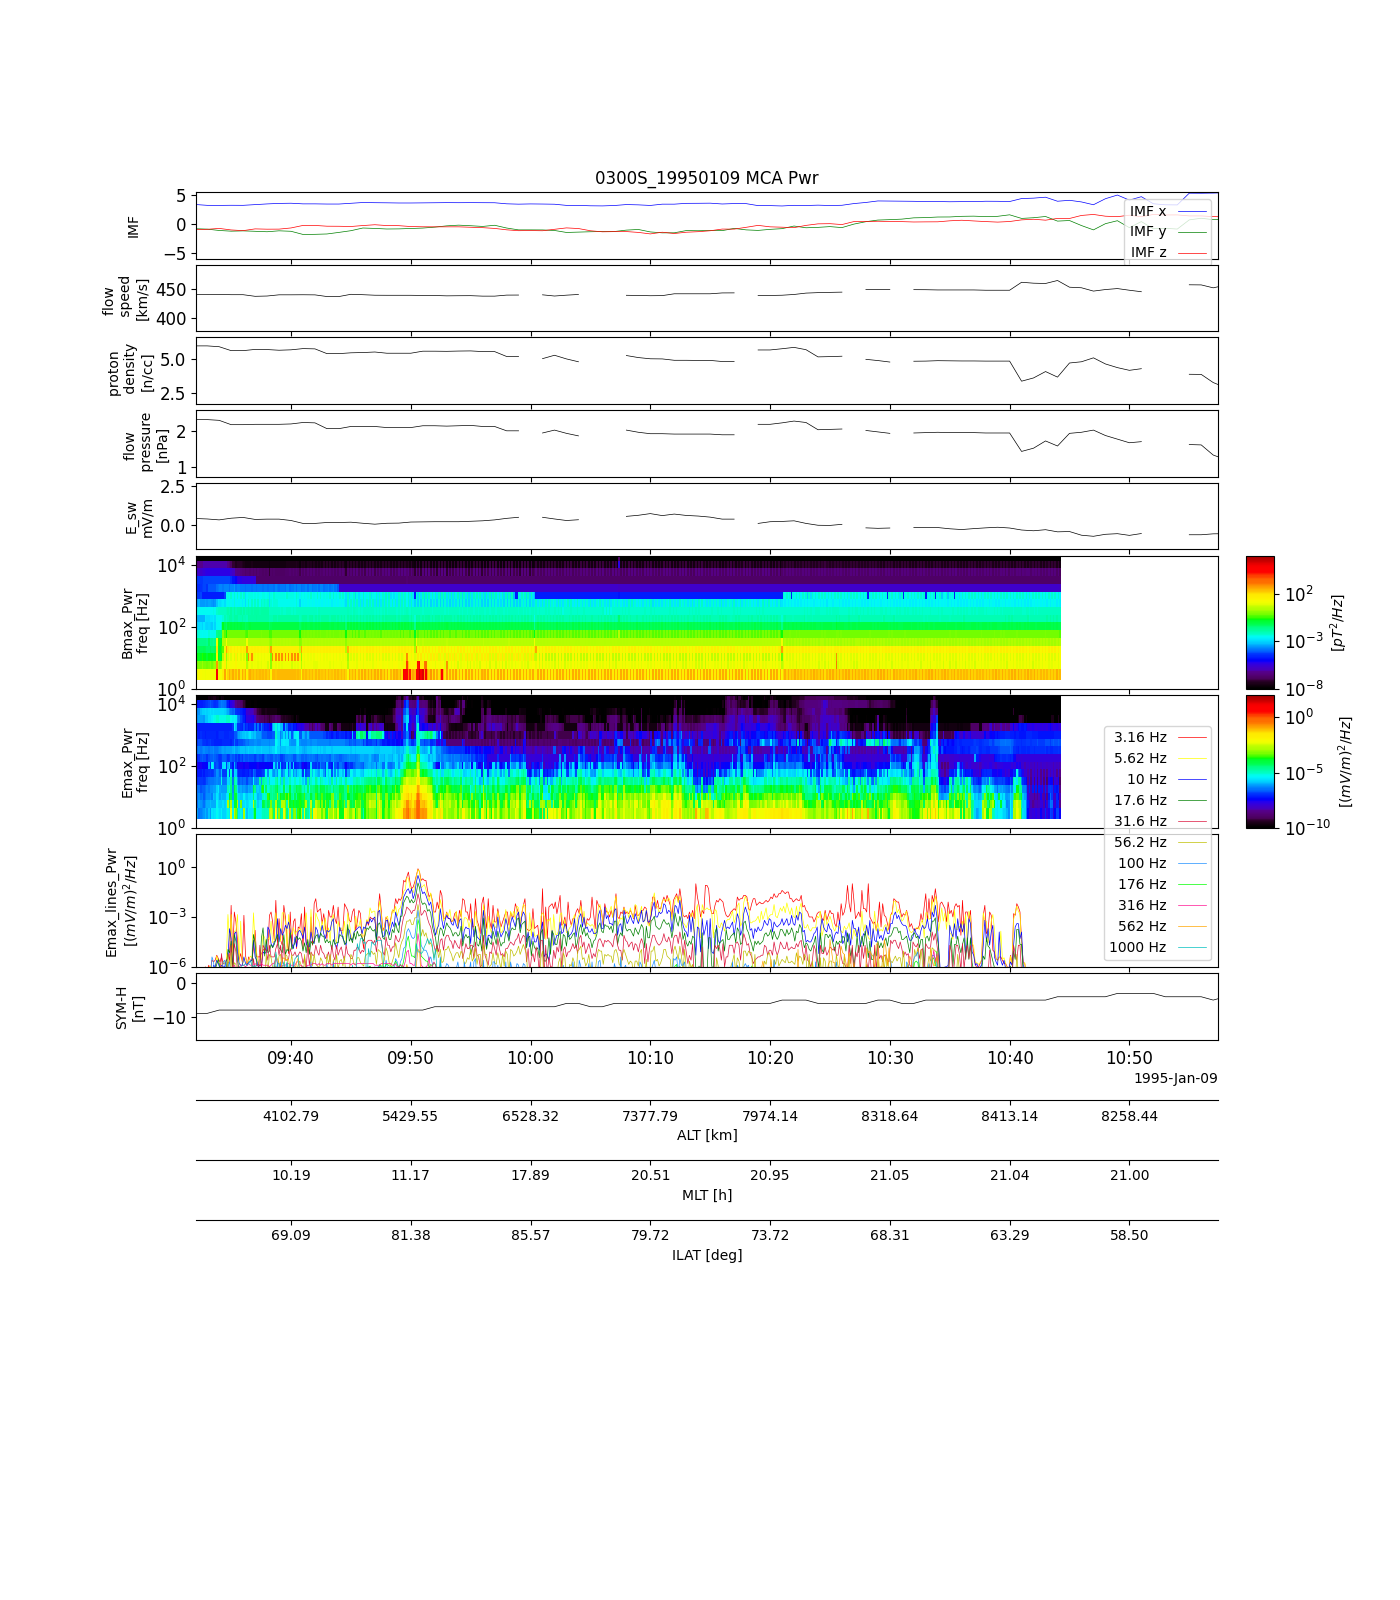 0300S_19950109 MCA Pwr
5
0
−5
IMF
IMF x
IMF y
IMF z
450
400
flow
speed
[km/s]
5.0
2.5
proton
density
[n/cc]
2
1
flow
pressure
[nPa]
2.5
0.0
E_sw
mV/m
10^4
10^2
10^0
Bmax_Pwr
freq [Hz]
10^2
10^−3
10^−8
[pT^2/Hz]
10^4
10^2
10^0
Emax_Pwr
freq [Hz]
10^0
10^−5
10^−10
[(mV/m)^2/Hz]
3.16 Hz
5.62 Hz
10 Hz
17.6 Hz
31.6 Hz
56.2 Hz
100 Hz
176 Hz
316 Hz
562 Hz
1000 Hz
10^0
10^−3
10^−6
Emax_lines_Pwr
[(mV/m)^2/Hz]
0
−10
SYM-H
[nT]
09:40 09:50 10:00 10:10 10:20 10:30 10:40 10:50
1995-Jan-09
4102.79 5429.55 6528.32 7377.79 7974.14 8318.64 8413.14 8258.44
ALT [km]
10.19 11.17 17.89 20.51 20.95 21.05 21.04 21.00
MLT [h]
69.09 81.38 85.57 79.72 73.72 68.31 63.29 58.50
ILAT [deg]